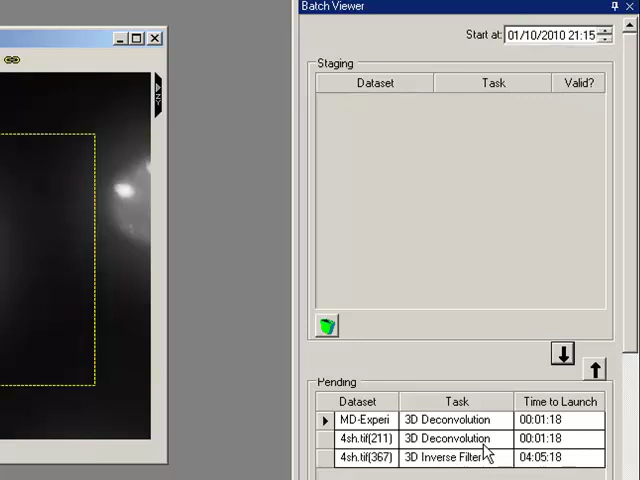 Batch Viewer
Start at: 01/10/2010 21:15
Staging
Dataset Task Valid?
Pending
Dataset Task Time to Launch
MD-Experi 3D Deconvolution 00:01:18
4sh.tif(211) 3D Deconvolution 00:01:18
4sh.tif(367) 3D Inverse Filter 04:05:18